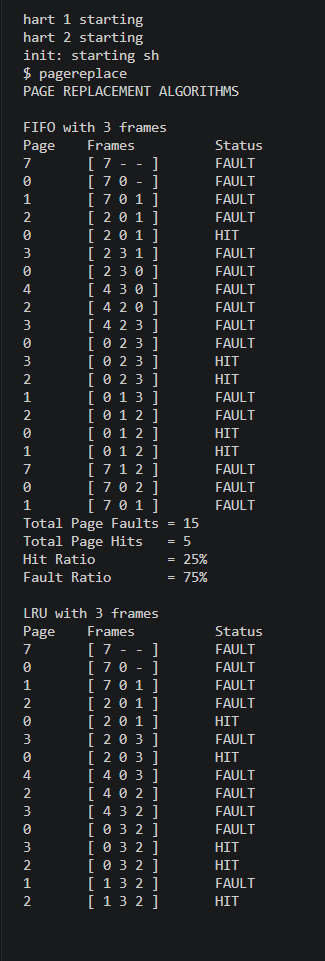 hart 1 starting
hart 2 starting
init: starting sh
$ pagereplace
PAGE REPLACEMENT ALGORITHMS
FIFO with 3 frames
Page    Frames          Status
7       [ 7 - - ]       FAULT
0       [ 7 0 - ]       FAULT
1       [ 7 0 1 ]       FAULT
2       [ 2 0 1 ]       FAULT
0       [ 2 0 1 ]       HIT
3       [ 2 3 1 ]       FAULT
0       [ 2 3 0 ]       FAULT
4       [ 4 3 0 ]       FAULT
2       [ 4 2 0 ]       FAULT
3       [ 4 2 3 ]       FAULT
0       [ 0 2 3 ]       FAULT
3       [ 0 2 3 ]       HIT
2       [ 0 2 3 ]       HIT
1       [ 0 1 3 ]       FAULT
2       [ 0 1 2 ]       FAULT
0       [ 0 1 2 ]       HIT
1       [ 0 1 2 ]       HIT
7       [ 7 1 2 ]       FAULT
0       [ 7 0 2 ]       FAULT
1       [ 7 0 1 ]       FAULT
Total Page Faults = 15
Total Page Hits   = 5
Hit Ratio         = 25%
Fault Ratio       = 75%
LRU with 3 frames
Page    Frames          Status
7       [ 7 - - ]       FAULT
0       [ 7 0 - ]       FAULT
1       [ 7 0 1 ]       FAULT
2       [ 2 0 1 ]       FAULT
0       [ 2 0 1 ]       HIT
3       [ 2 0 3 ]       FAULT
0       [ 2 0 3 ]       HIT
4       [ 4 0 3 ]       FAULT
2       [ 4 0 2 ]       FAULT
3       [ 4 3 2 ]       FAULT
0       [ 0 3 2 ]       FAULT
3       [ 0 3 2 ]       HIT
2       [ 0 3 2 ]       HIT
1       [ 1 3 2 ]       FAULT
2       [ 1 3 2 ]       HIT